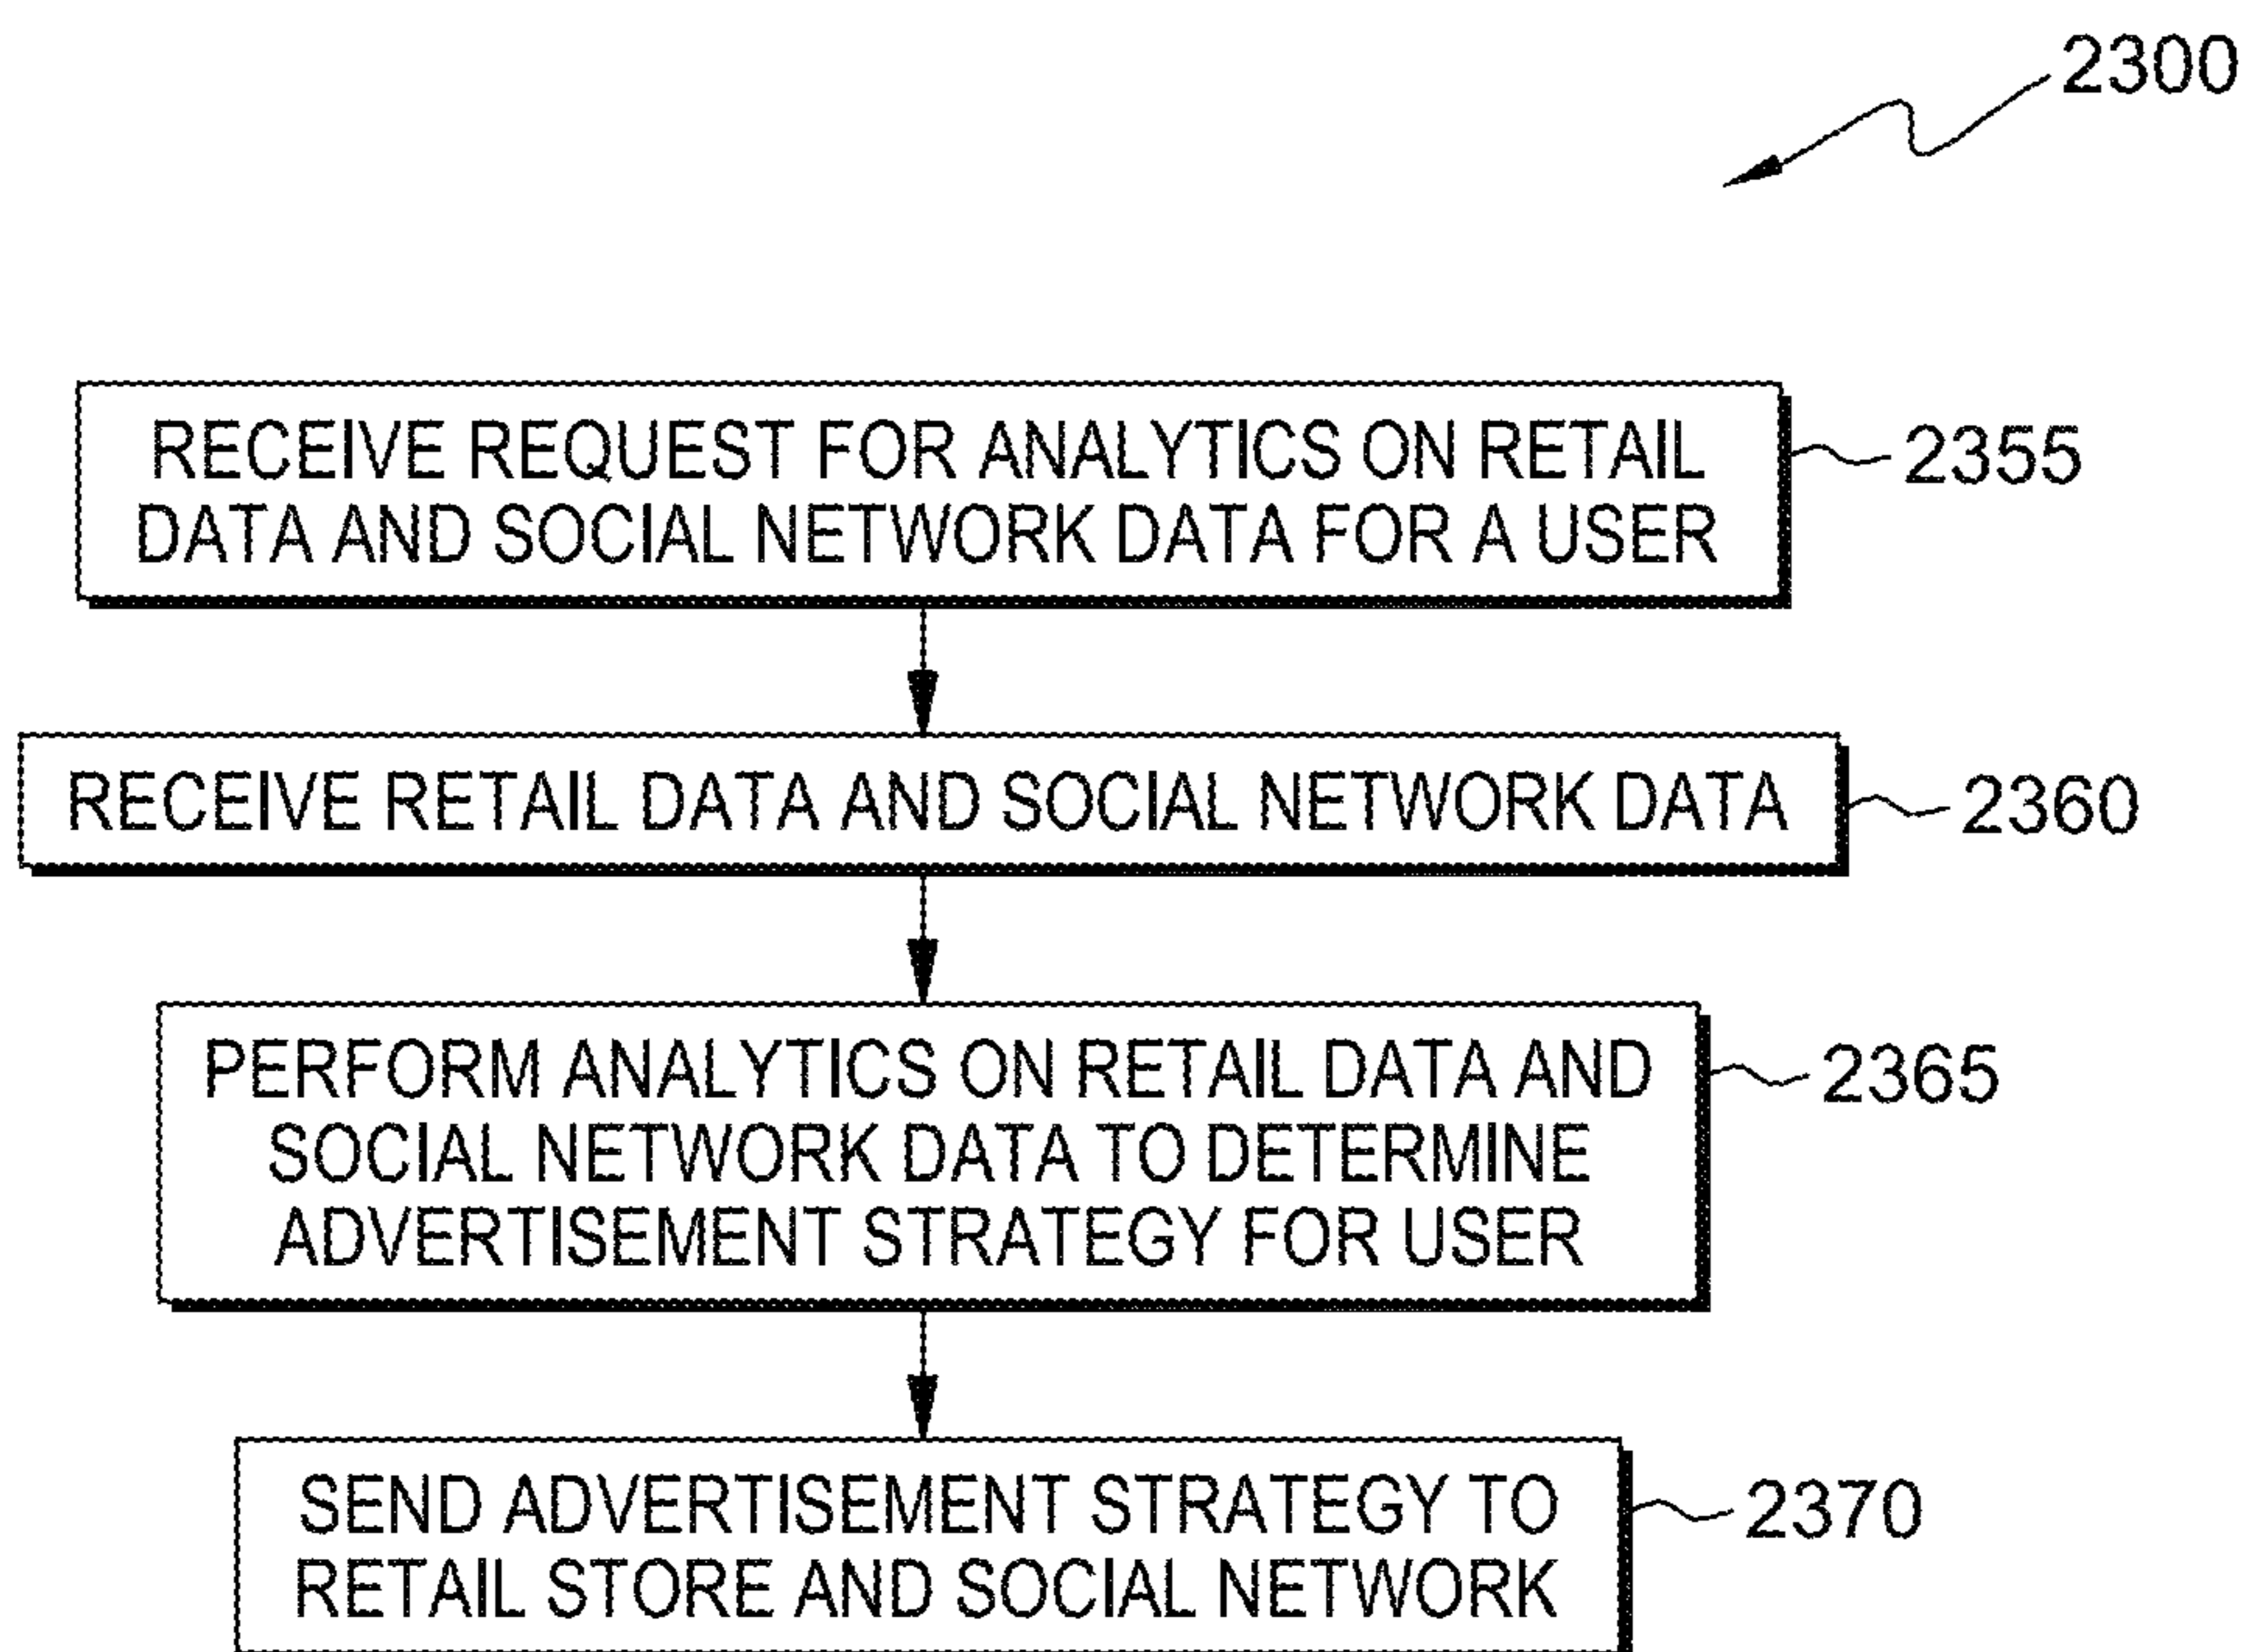 2300
RECEIVE REQUEST FOR ANALYTICS ON RETAIL
DATA AND SOCIAL NETWORK DATA FOR A USER
2355
RECEIVE RETAIL DATA AND SOCIAL NETWORK DATA
2360
PERFORM ANALYTICS ON RETAIL DATA AND
SOCIAL NETWORK DATA TO DETERMINE
ADVERTISEMENT STRATEGY FOR USER
2365
SEND ADVERTISEMENT STRATEGY TO
RETAIL STORE AND SOCIAL NETWORK
2370